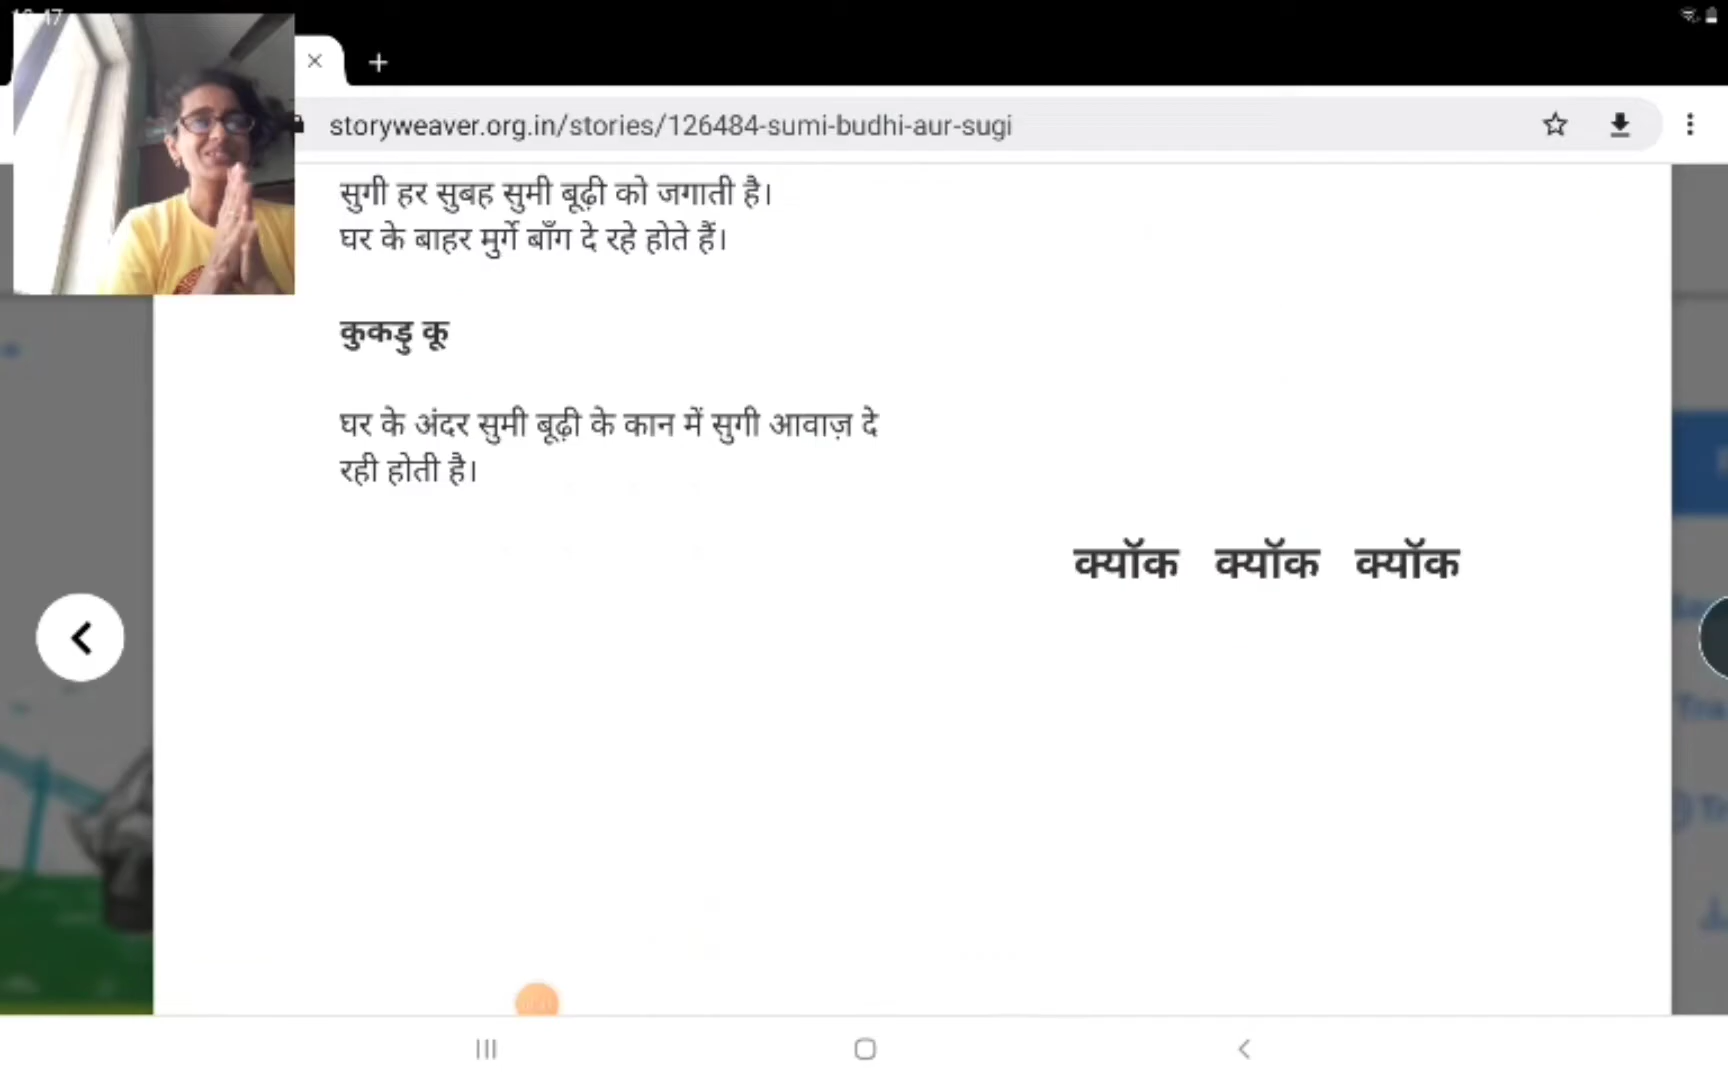 storyweaver.org.in/stories/126484-sumi-budhi-aur-sugi
सुगी हर सुबह सुमी बूढ़ी को जगाती है।
घर के बाहर मुर्गे बाँग दे रहे होते हैं।
कुकड़ु कू
घर के अंदर सुमी बूढ़ी के कान में सुगी आवाज़ दे
रही होती है।
क्यॉक क्यॉक क्यॉक